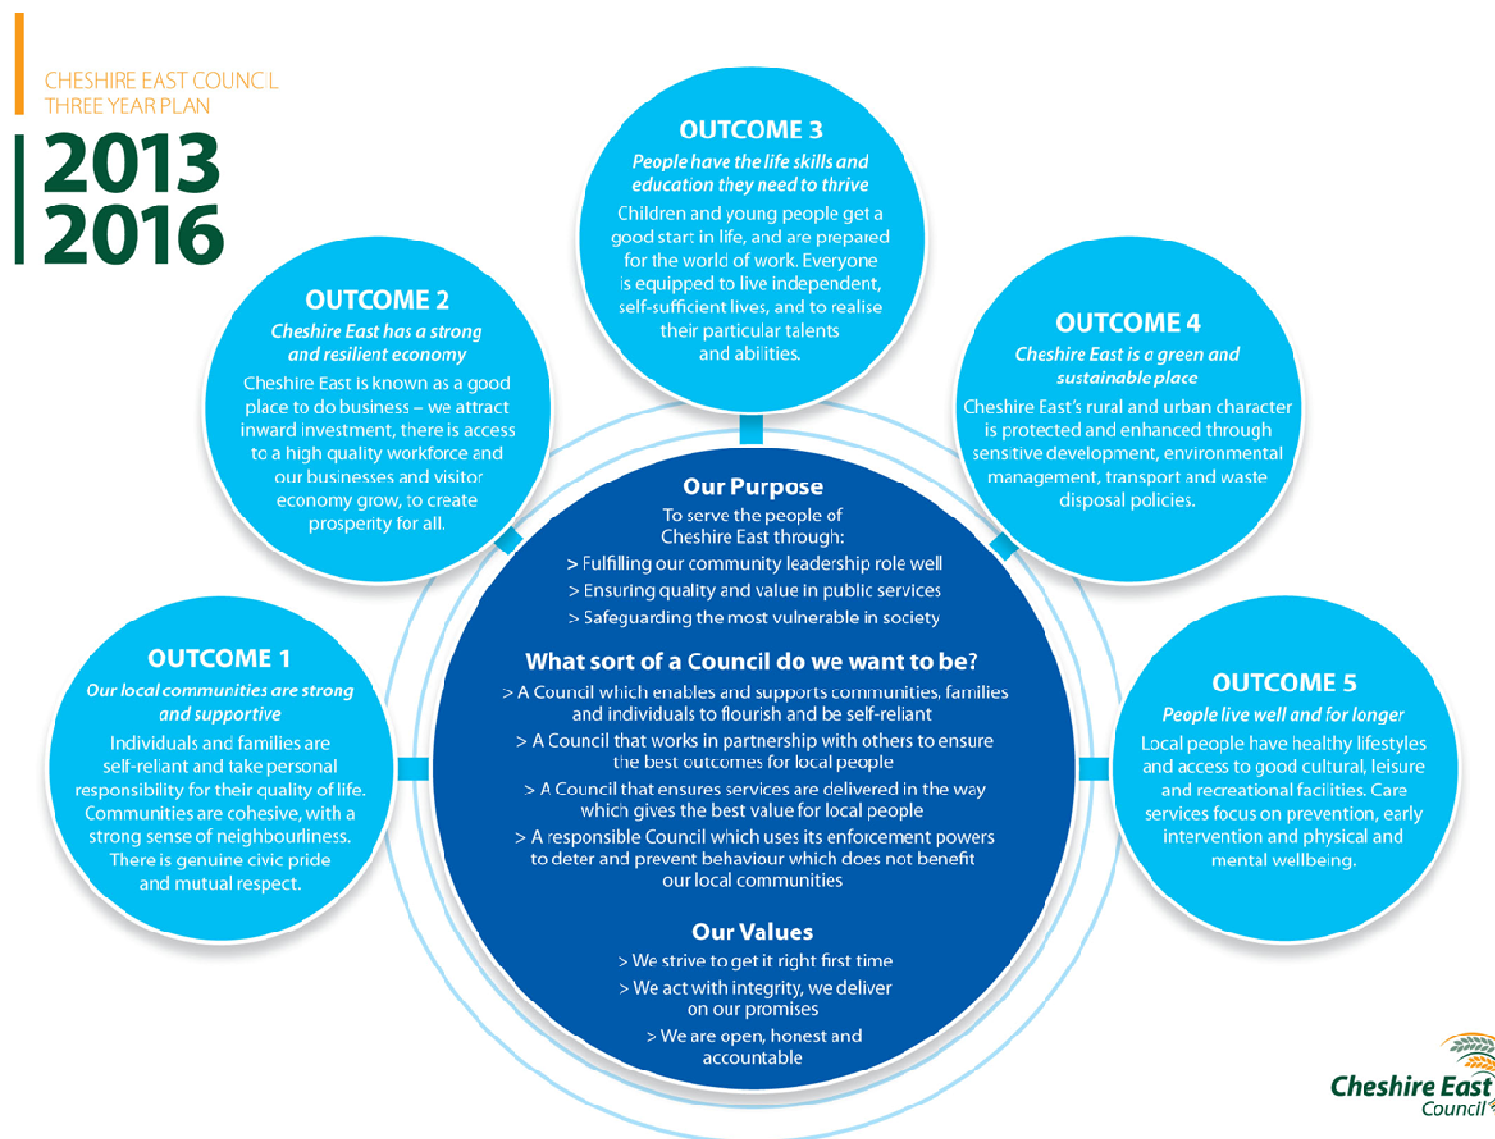 CHESHIRE EAST COUNCIL
THREE YEAR PLAN
2013
2016
OUTCOME 1
Our local communities are strong
and supportive
Individuals and families are
self-reliant and take personal
responsibility for their quality of life.
Communities are cohesive, with a
strong sense of neighbourliness.
There is genuine civic pride
and mutual respect.
OUTCOME 2
Cheshire East has a strong
and resilient economy
Cheshire East is known as a good
place to do business – we attract
inward investment, there is access
to a high quality workforce and
our businesses and visitor
economy grow, to create
prosperity for all.
OUTCOME 3
People have the life skills and
education they need to thrive
Children and young people get a
good start in life, and are prepared
for the world of work. Everyone
is equipped to live independent,
self-sufficient lives, and to realise
their particular talents
and abilities.
OUTCOME 4
Cheshire East is a green and
sustainable place
Cheshire East's rural and urban character
is protected and enhanced through
sensitive development, environmental
management, transport and waste
disposal policies.
OUTCOME 5
People live well and for longer
Local people have healthy lifestyles
and access to good cultural, leisure
and recreational facilities. Care
services focus on prevention, early
intervention and physical and
mental wellbeing.
Our Purpose
To serve the people of
Cheshire East through:
> Fulfilling our community leadership role well
> Ensuring quality and value in public services
> Safeguarding the most vulnerable in society
What sort of a Council do we want to be?
> A Council which enables and supports communities, families
and individuals to flourish and be self-reliant
> A Council that works in partnership with others to ensure
the best outcomes for local people
> A Council that ensures services are delivered in the way
which gives the best value for local people
> A responsible Council which uses its enforcement powers
to deter and prevent behaviour which does not benefit
our local communities
Our Values
> We strive to get it right first time
> We act with integrity, we deliver
on our promises
> We are open, honest and
accountable
Cheshire East
Council